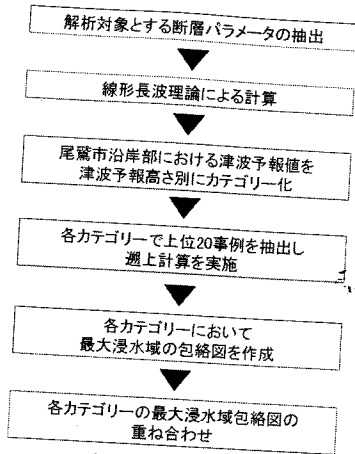 解析対象とする断層パラメータの抽出
線形長波理論による計算
尾鷲市沿岸部における津波予報値を
津波予報高さ別にカテゴリー化
各カテゴリーで上位20事例を抽出し
遡上計算を実施
各カテゴリーにおいて
最大浸水域の包絡図を作成
各カテゴリーの最大浸水域包絡図の
重ね合わせ